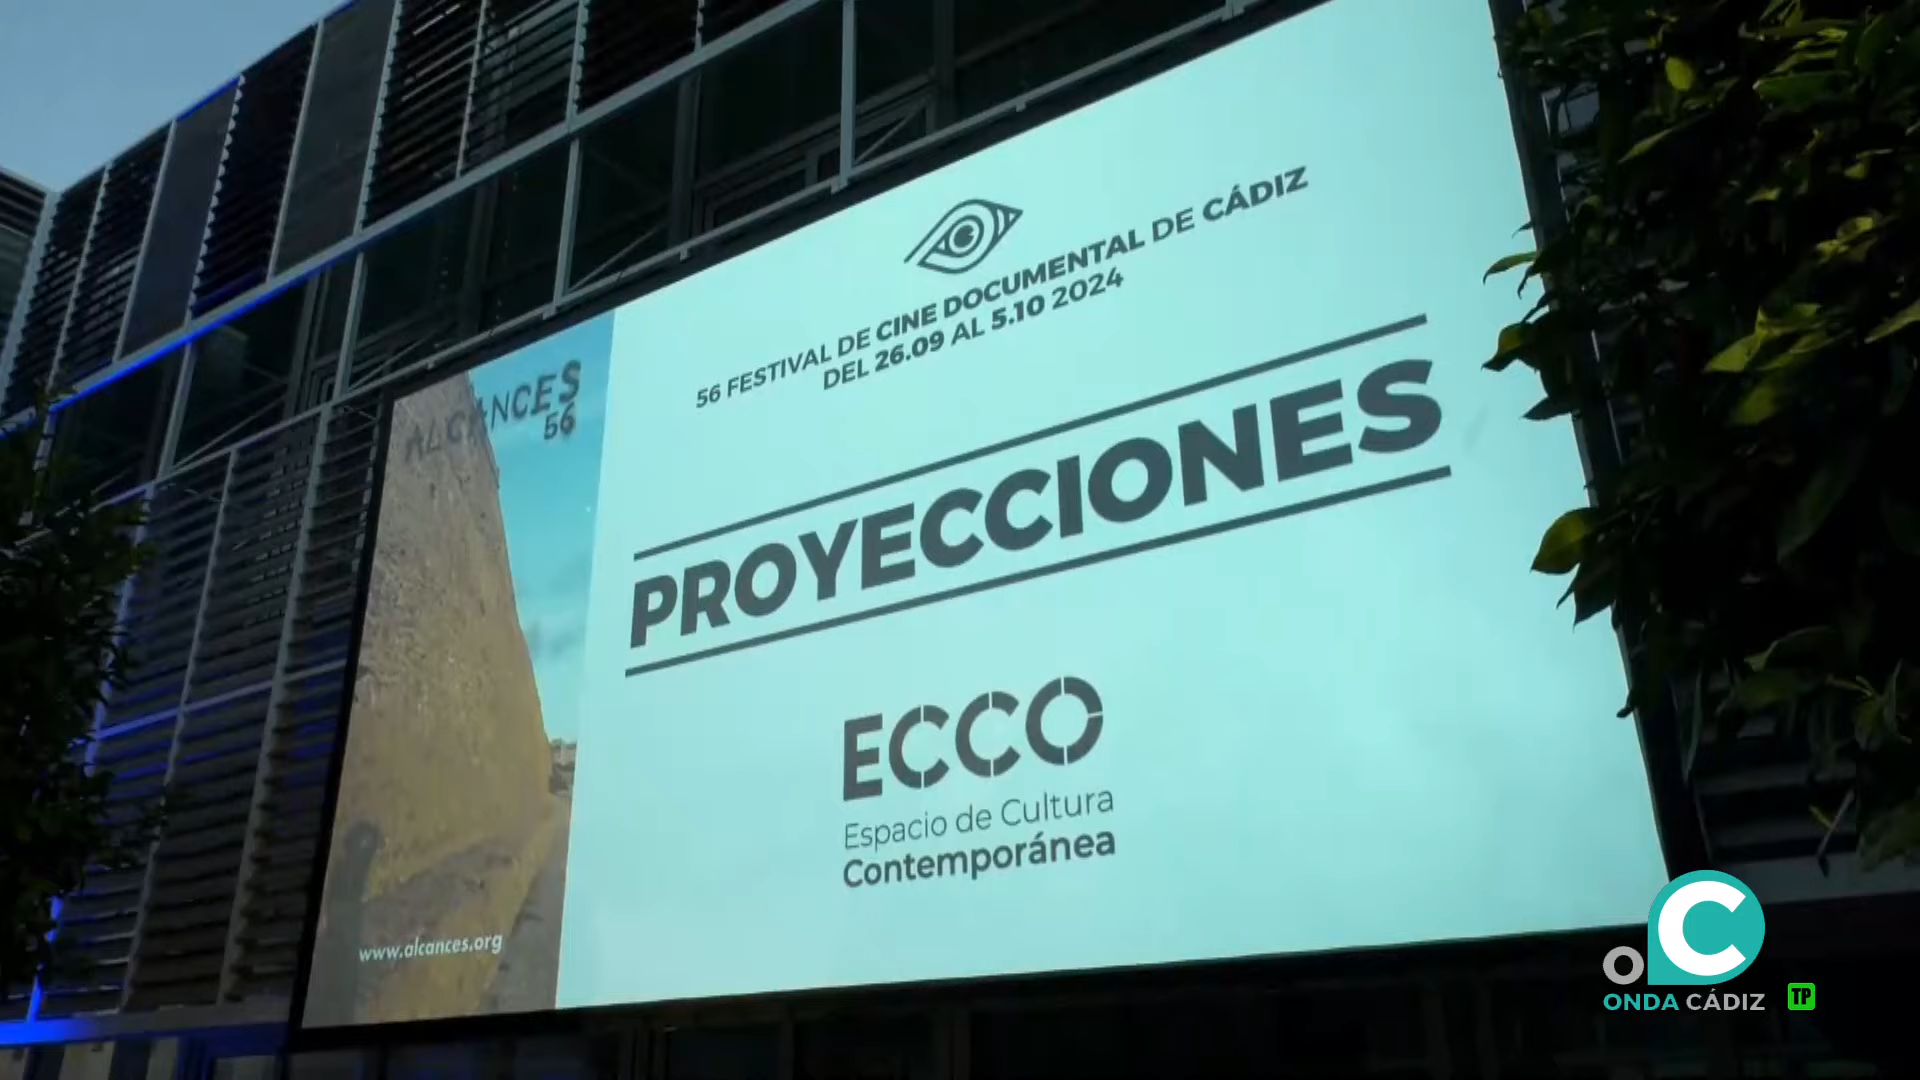 56 FESTIVAL DE CINE DOCUMENTAL DE CÁDIZ
DEL 26.09 AL 5.10 2024
ALCANCES
56
PROYECCIONES
ECCO
Espacio de Cultura
Contemporánea
www.alcances.org
OC
ONDA CÁDIZ
TP